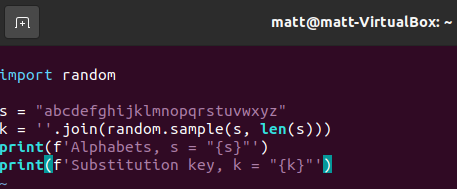 matt@matt-VirtualBox: ~
import random
s = "abcdefghijklmnopqrstuvwxyz"
k = ''.join(random.sample(s, len(s)))
print(f'Alphabets, s = "{s}"')
print(f'Substitution key, k = "{k}"')
~